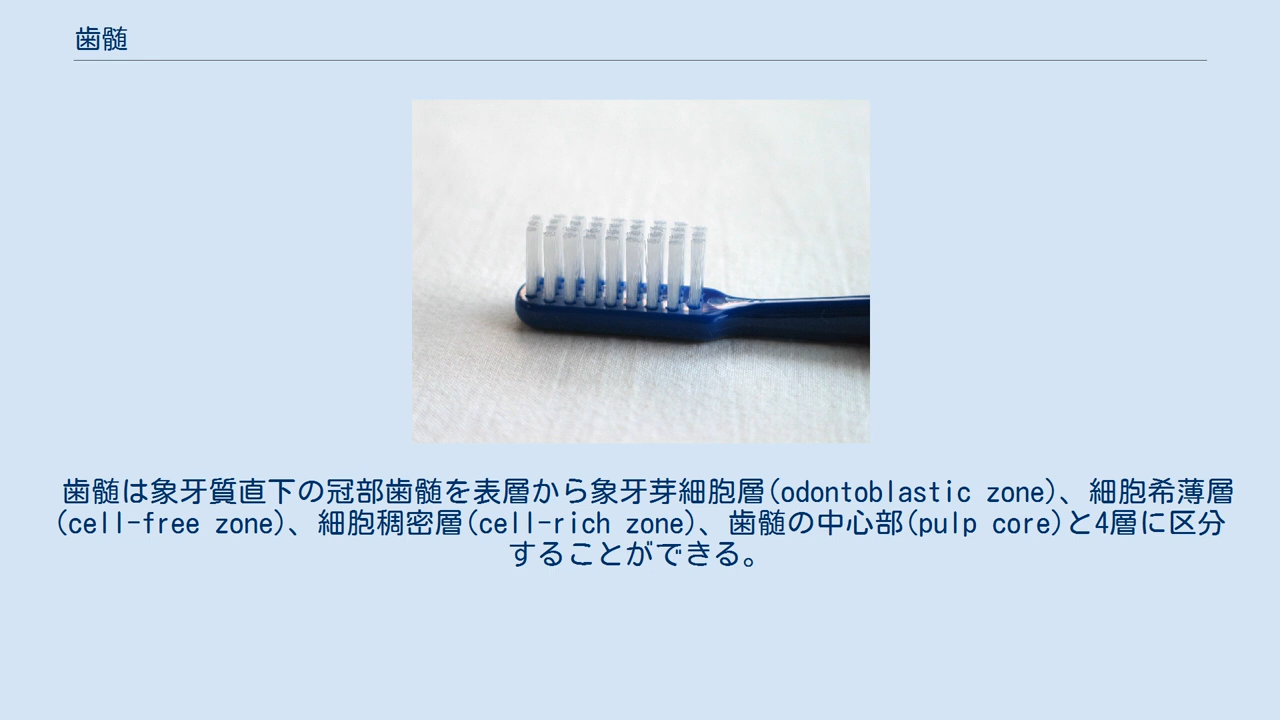 歯髄
歯髄は象牙質直下の冠部歯髄を表層から象牙芽細胞層(odontoblastic zone)、細胞希薄層
(cell-free zone)、細胞稠密層(cell-rich zone)、歯髄の中心部(pulp core)と4層に区分
することができる。